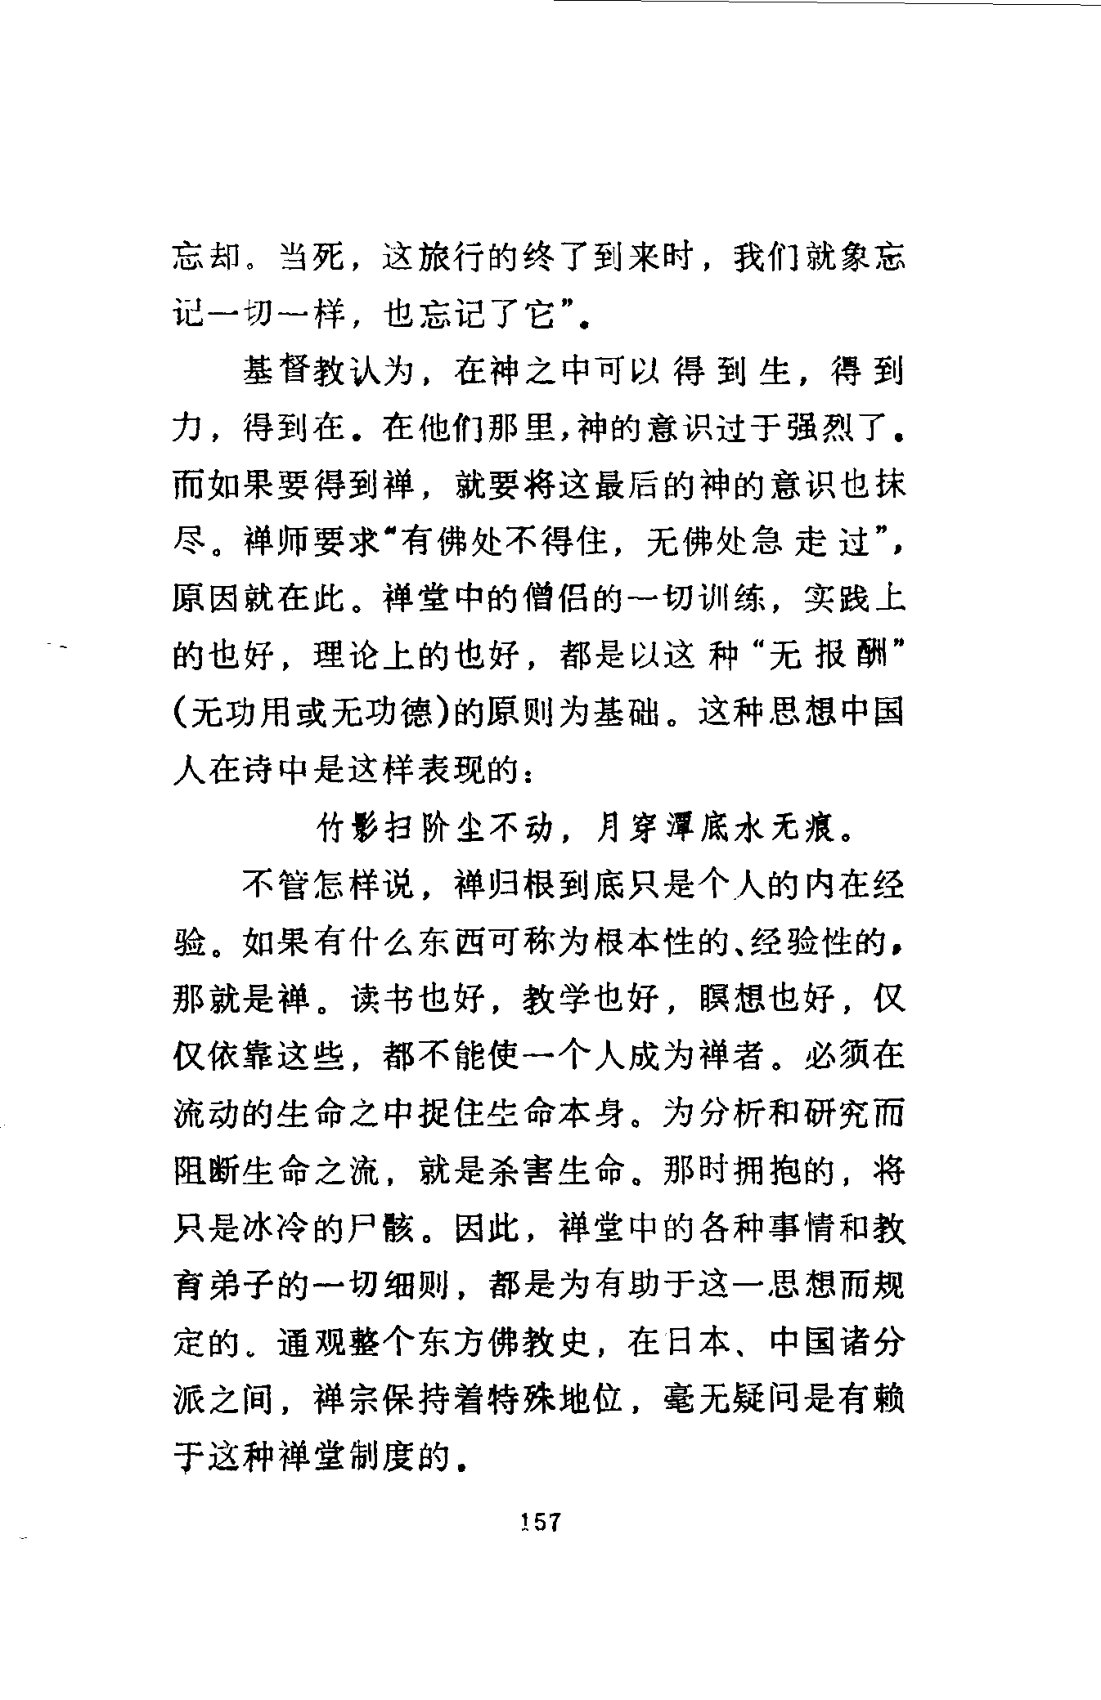 忘却。当死，这旅行的终了到来时，我们就象忘
记一切一样，也忘记了它”。
基督教认为，在神之中可以得到生，得到
力，得到在。在他们那里，神的意识过于强烈了。
而如果要得到禅，就要将这最后的神的意识也抹
尽。禅师要求“有佛处不得住，无佛处急走过”，
原因就在此。禅堂中的僧侣的一切训练，实践上
的也好，理论上的也好，都是以这种“无报酬”
(无功用或无功德)的原则为基础。这种思想中国
人在诗中是这样表现的：
竹影扫阶尘不动，月穿潭底水无痕。
不管怎样说，禅归根到底只是个人的内在经
验。如果有什么东西可称为根本性的、经验性的，
那就是禅。读书也好，教学也好，瞑想也好，仅
仅依靠这些，都不能使一个人成为禅者。必须在
流动的生命之中捉住生命本身。为分析和研究而
阻断生命之流，就是杀害生命。那时拥抱的，将
只是冰冷的尸骸。因此，禅堂中的各种事情和教
育弟子的一切细则，都是为有助于这一思想而规
定的。通观整个东方佛教史，在日本、中国诸分
派之间，禅宗保持着特殊地位，毫无疑问是有赖
于这种禅堂制度的。
157